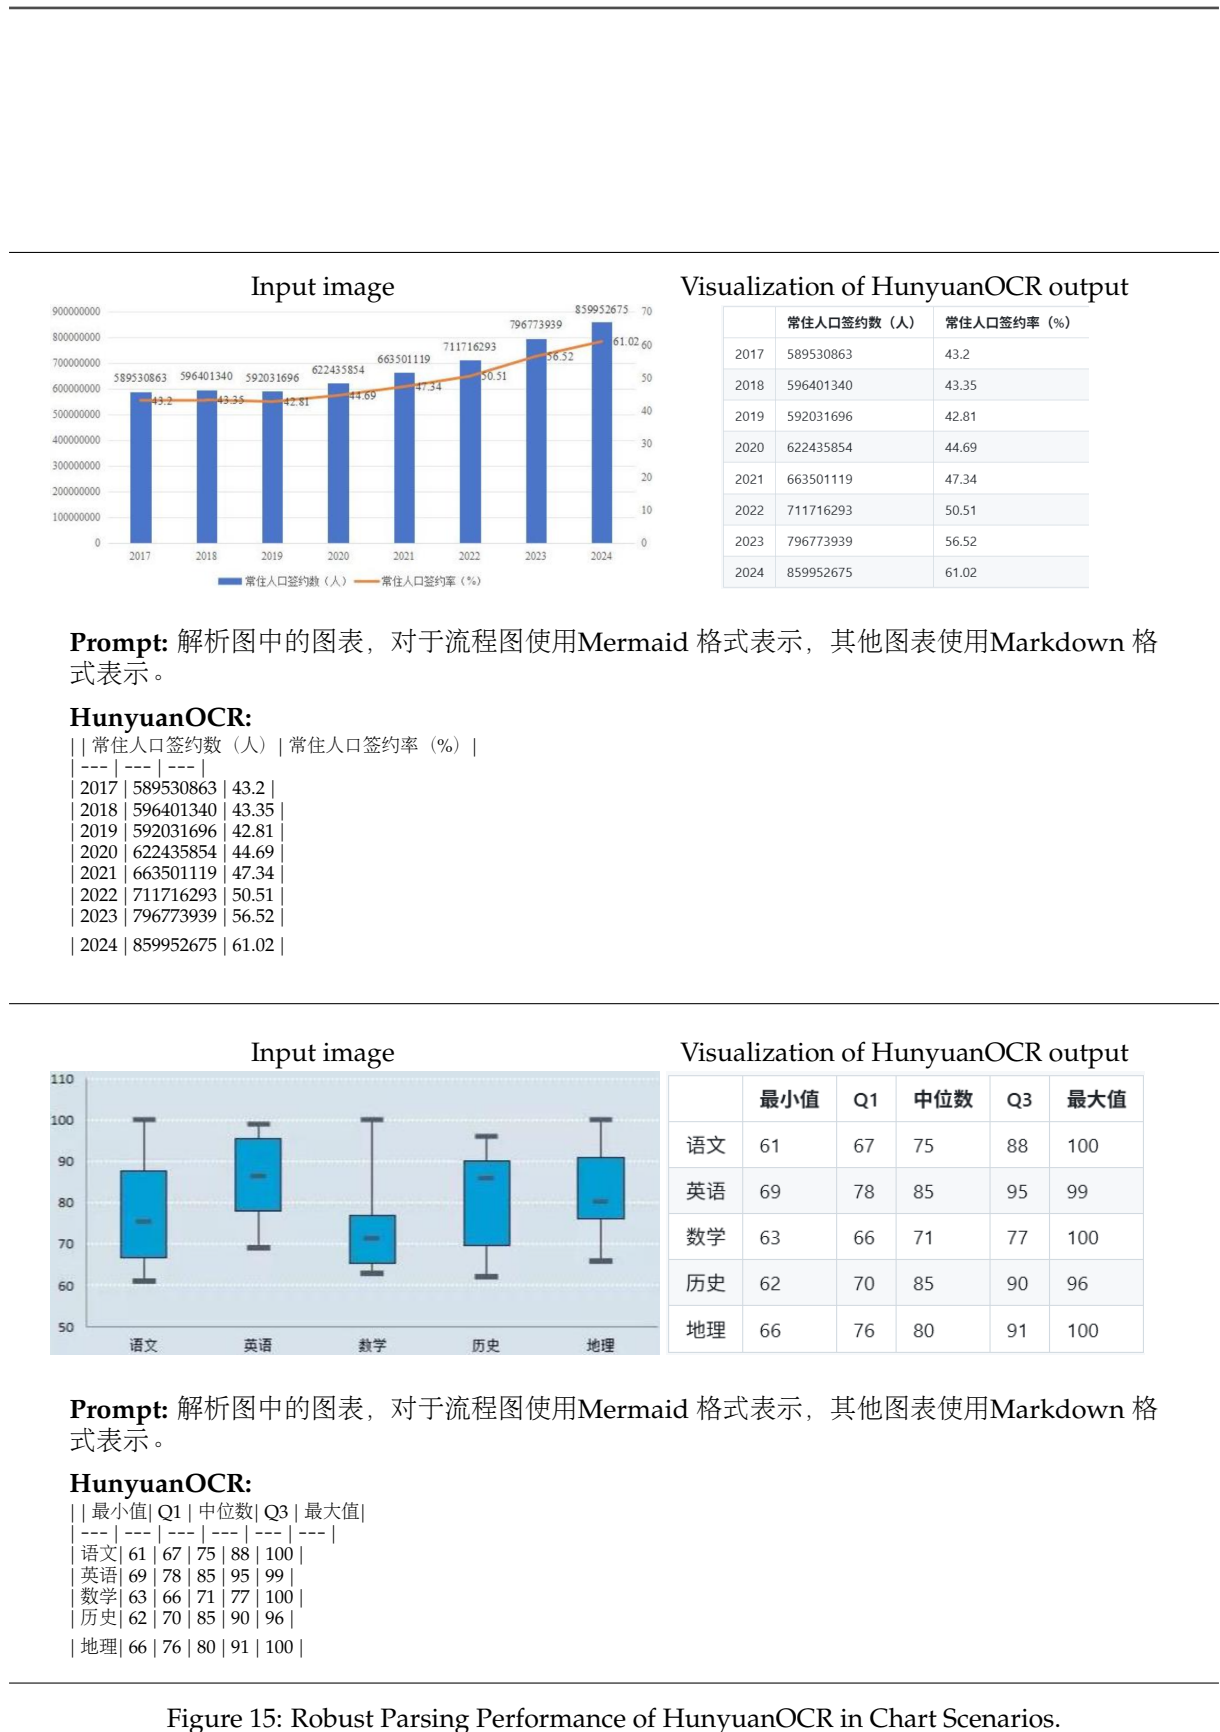 Input image
Visualization of HunyuanOCR output
900000000
800000000
700000000
600000000
500000000
400000000
300000000
200000000
100000000
0
70
60
50
40
30
20
10
0
589530863 596401340 592031696 622435854 663501119 711716293 796773939 859952675
43.2 43.35 42.81 44.69 47.34 50.51 56.52 61.02
2017 2018 2019 2020 2021 2022 2023 2024
常住人口签约数（人） 常住人口签约率（%）
常住人口签约数（人） 常住人口签约率（%）
2017 589530863 43.2
2018 596401340 43.35
2019 592031696 42.81
2020 622435854 44.69
2021 663501119 47.34
2022 711716293 50.51
2023 796773939 56.52
2024 859952675 61.02
Prompt: 解析图中的图表，对于流程图使用Mermaid 格式表示，其他图表使用Markdown 格
式表示。
HunyuanOCR:
| | 常住人口签约数（人）| 常住人口签约率（%）|
| --- | --- | --- |
| 2017 | 589530863 | 43.2 |
| 2018 | 596401340 | 43.35 |
| 2019 | 592031696 | 42.81 |
| 2020 | 622435854 | 44.69 |
| 2021 | 663501119 | 47.34 |
| 2022 | 711716293 | 50.51 |
| 2023 | 796773939 | 56.52 |
| 2024 | 859952675 | 61.02 |
Input image
Visualization of HunyuanOCR output
110
100
90
80
70
60
50
语文 英语 数学 历史 地理
最小值 Q1 中位数 Q3 最大值
语文 61 67 75 88 100
英语 69 78 85 95 99
数学 63 66 71 77 100
历史 62 70 85 90 96
地理 66 76 80 91 100
Prompt: 解析图中的图表，对于流程图使用Mermaid 格式表示，其他图表使用Markdown 格
式表示。
HunyuanOCR:
| | 最小值| Q1 | 中位数| Q3 | 最大值|
| --- | --- | --- | --- | --- | --- |
| 语文| 61 | 67 | 75 | 88 | 100 |
| 英语| 69 | 78 | 85 | 95 | 99 |
| 数学| 63 | 66 | 71 | 77 | 100 |
| 历史| 62 | 70 | 85 | 90 | 96 |
| 地理| 66 | 76 | 80 | 91 | 100 |
Figure 15: Robust Parsing Performance of HunyuanOCR in Chart Scenarios.